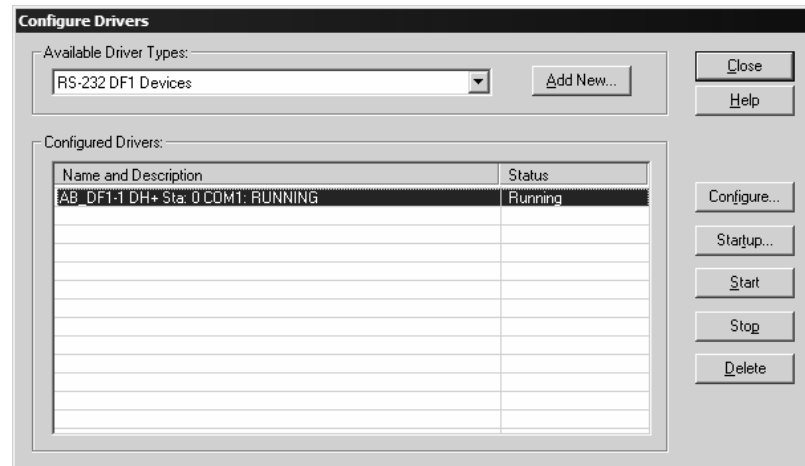 Configure Drivers
Available Driver Types:
RS-232 DF1 Devices
Add New...
Close
Help
Configured Drivers:
Name and Description Status
AB_DF1-1 DH+ Sta: 0 COM1: RUNNING Running
Configure...
Startup...
Start
Stop
Delete